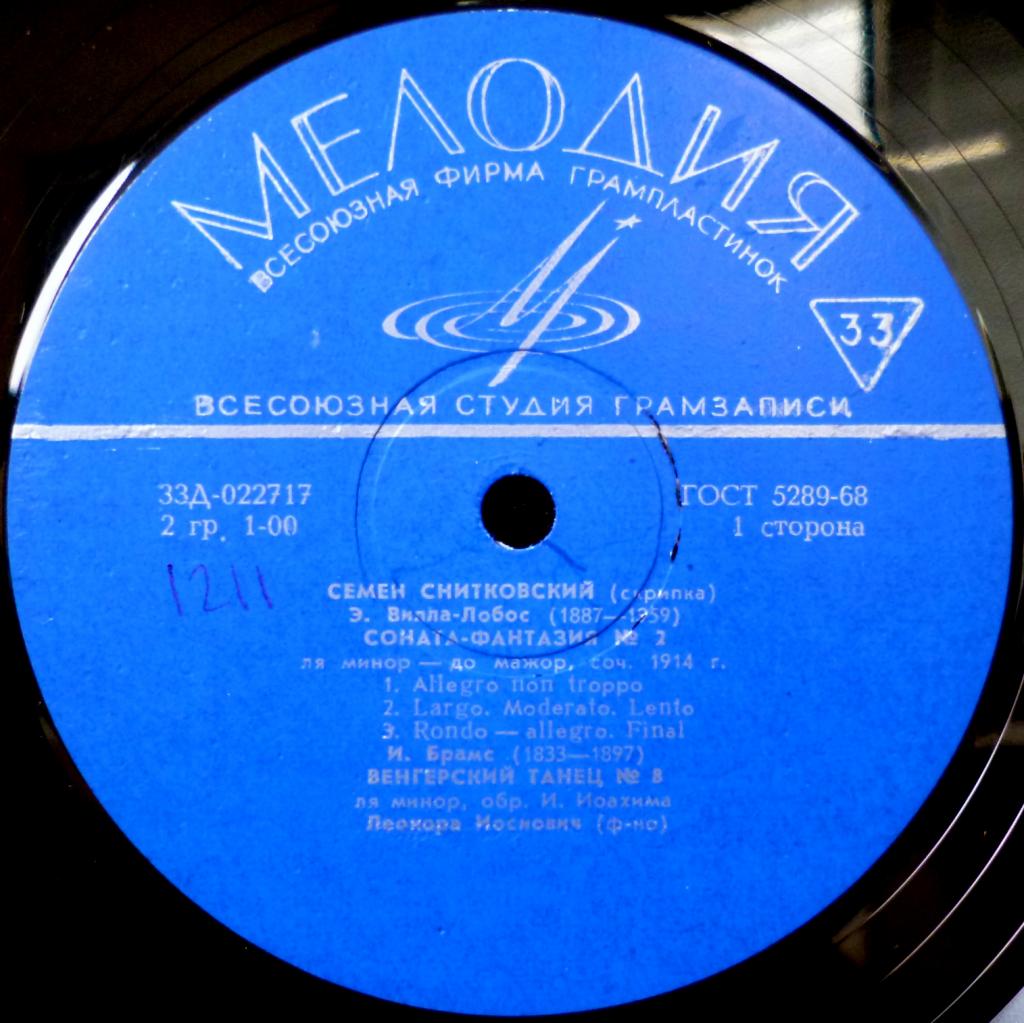 МЕЛОДИЯ
ВСЕСОЮЗНАЯ ФИРМА ГРАМПЛАСТИНОК
33
ВСЕСОЮЗНАЯ СТУДИЯ ГРАМЗАПИСИ
33Д-022717
ГОСТ 5289-68
2 гр. 1-00
1 сторона
1211
СЕМЕН СНИТКОВСКИЙ (скрипка)
Э. Вилла-Лобос (1887—1959)
СОНАТА-ФАНТАЗИЯ № 2
ля минор — до мажор, соч. 1914 г.
1. Allegro non troppo
2. Largo. Moderato. Lento
3. Rondo — allegro. Final
И. Брамс (1833—1897)
ВЕНГЕРСКИЙ ТАНЕЦ № 8
ля минор, обр. И. Иоахима
Леонора Иосиович (ф-но)